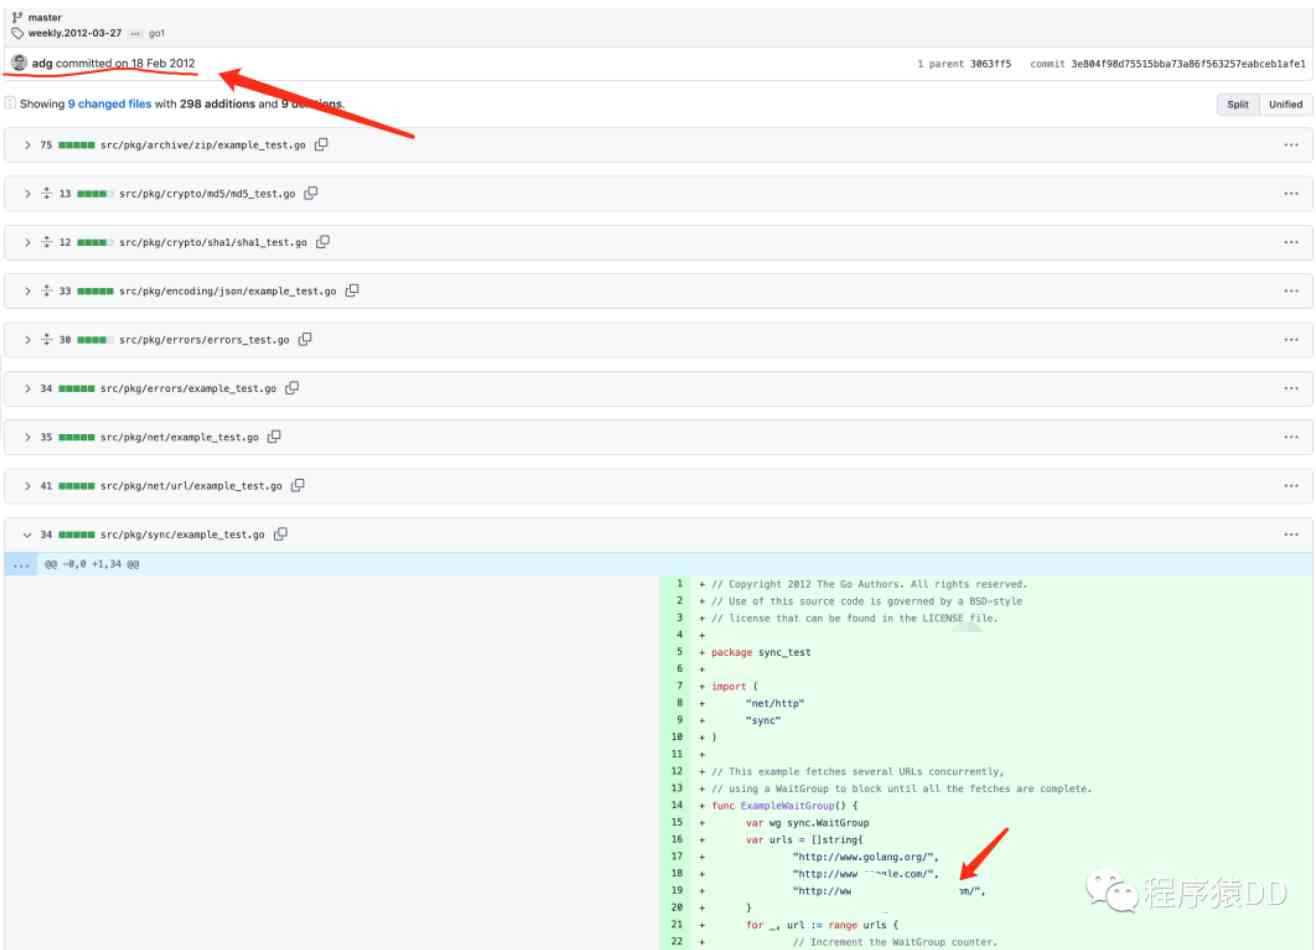 master
weekly.2012-03-27 ... go1
adg committed on 18 Feb 2012
1 parent 3063ff5 commit 3e804f98d75515bba73a86f563257eabceb1afe1
Showing 9 changed files with 298 additions and 9 deletions.
Split Unified
75 src/pkg/archive/zip/example_test.go
13 src/pkg/crypto/md5/md5_test.go
12 src/pkg/crypto/sha1/sha1_test.go
33 src/pkg/encoding/json/example_test.go
30 src/pkg/errors/errors_test.go
34 src/pkg/errors/example_test.go
35 src/pkg/net/example_test.go
41 src/pkg/net/url/example_test.go
34 src/pkg/sync/example_test.go
... @@ -0,0 +1,34 @@
1 + // Copyright 2012 The Go Authors. All rights reserved.
2 + // Use of this source code is governed by a BSD-style
3 + // license that can be found in the LICENSE file.
4 +
5 + package sync_test
6 +
7 + import (
8 + "net/http"
9 + "sync"
10 + )
11 +
12 + // This example fetches several URLs concurrently,
13 + // using a WaitGroup to block until all the fetches are complete.
14 + func ExampleWaitGroup() {
15 + var wg sync.WaitGroup
16 + var urls = []string{
17 + "http://www.golang.org/",
18 + "http://www.google.com/",
19 + "http://ww om/",
20 + }
21 + for _, url := range urls {
22 + // Increment the WaitGroup counter.
程序猿DD